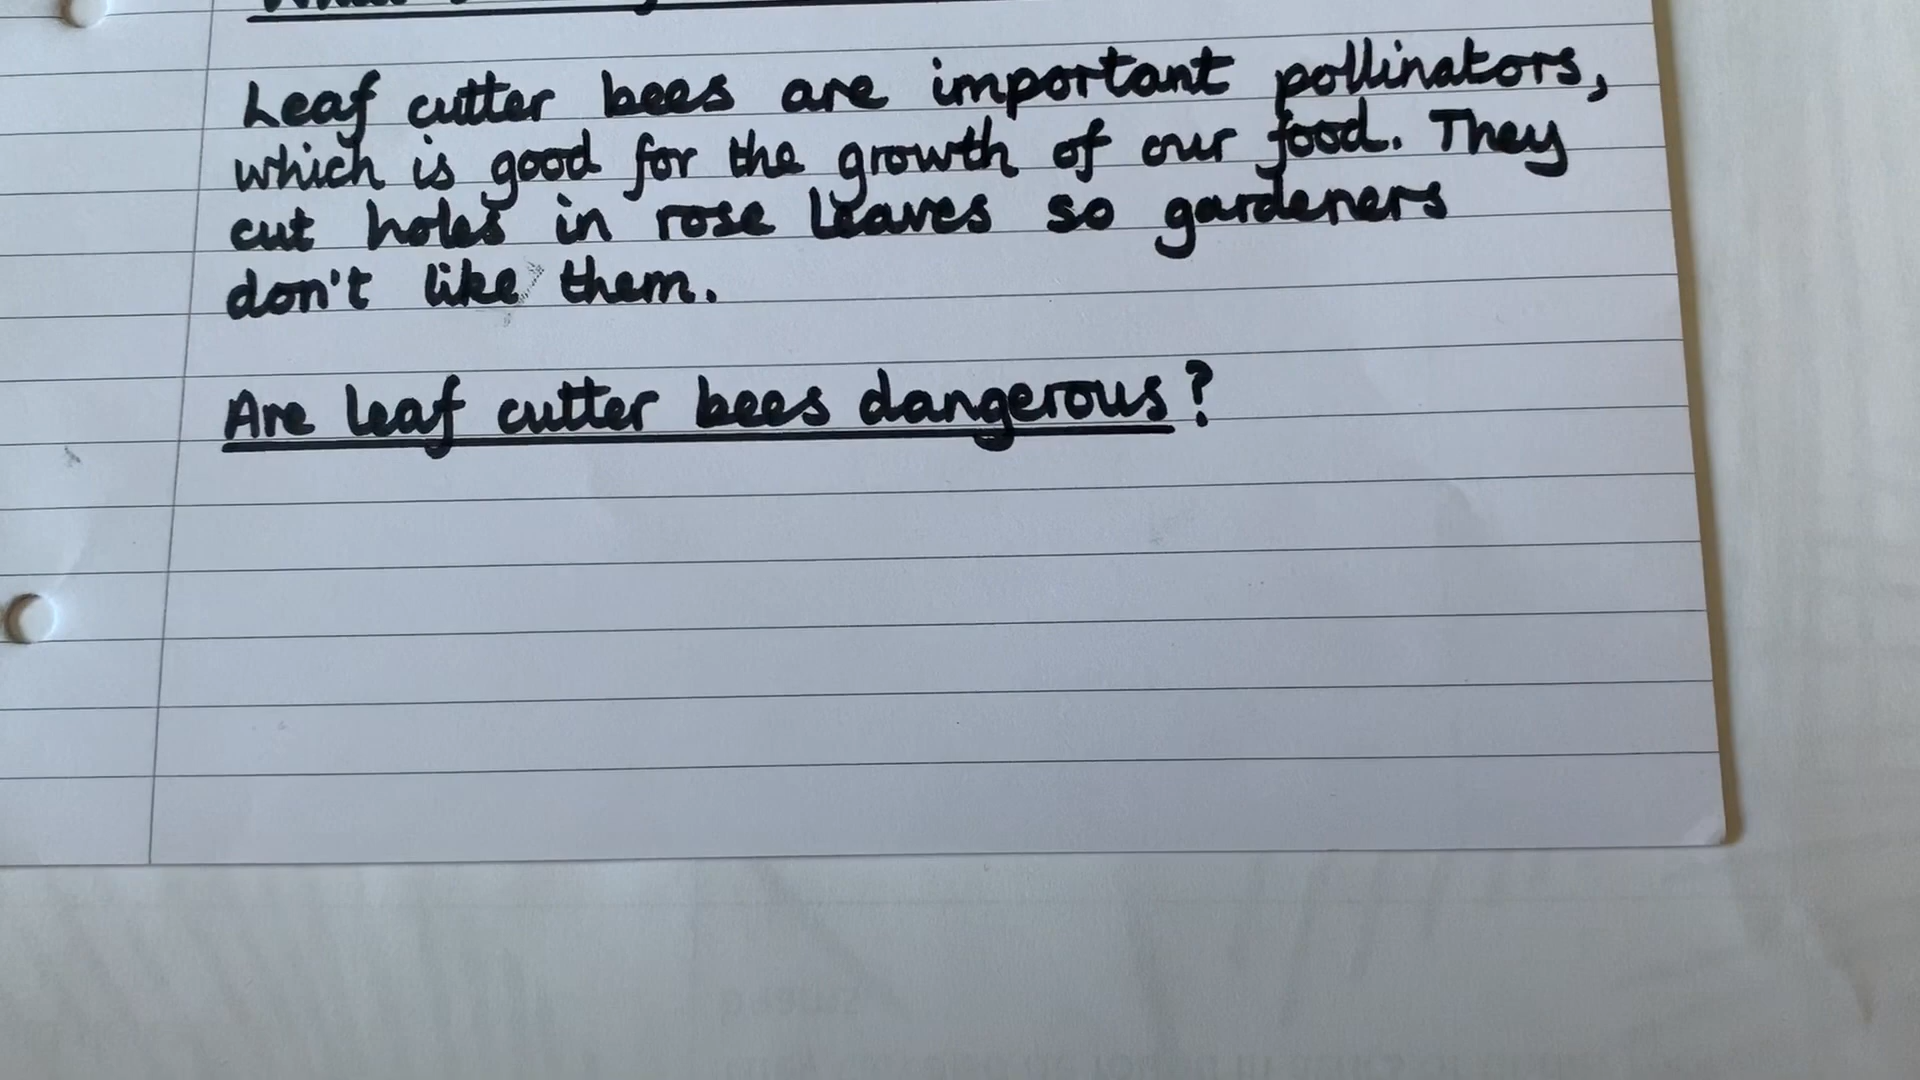 Leaf cutter bees are important pollinators,
which is good for the growth of our food. They
cut holes in rose leaves so gardeners
don't like them.
Are leaf cutter bees dangerous?